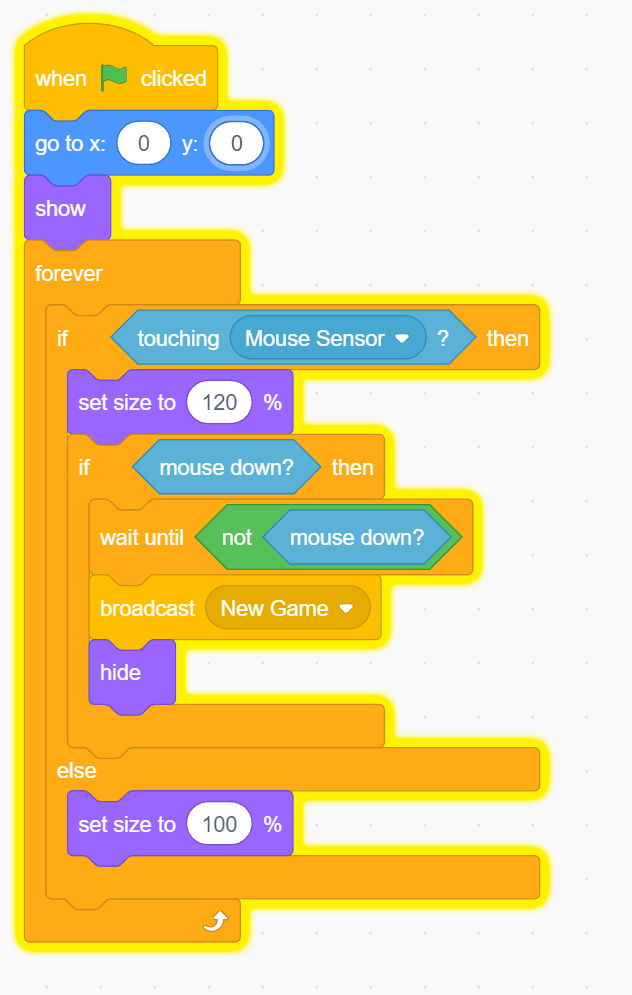 when clicked
go to x: 0 y: 0
show
forever
if touching Mouse Sensor ? then
set size to 120 %
if mouse down? then
wait until not mouse down?
broadcast New Game
hide
else
set size to 100 %